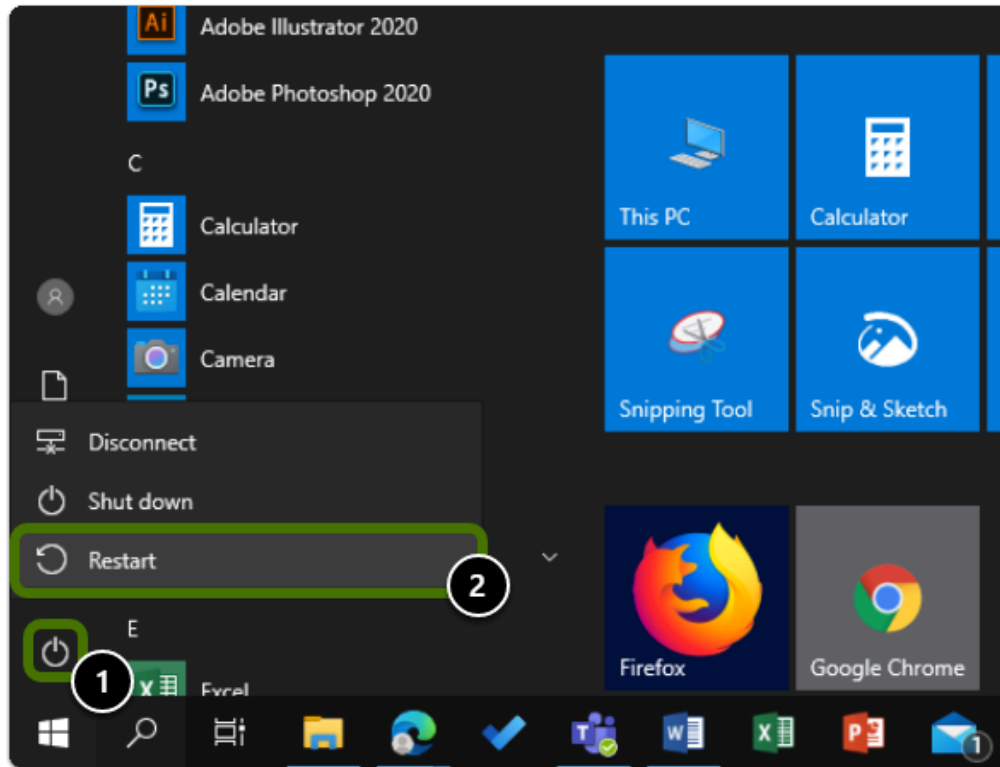 Ai Adobe Illustrator 2020
Ps Adobe Photoshop 2020
C
Calculator
Calendar
Camera
Disconnect
Shut down
Restart
2
E
1
Excel
This PC
Calculator
Snipping Tool
Snip & Sketch
Firefox
Google Chrome
T
W
X
P
1